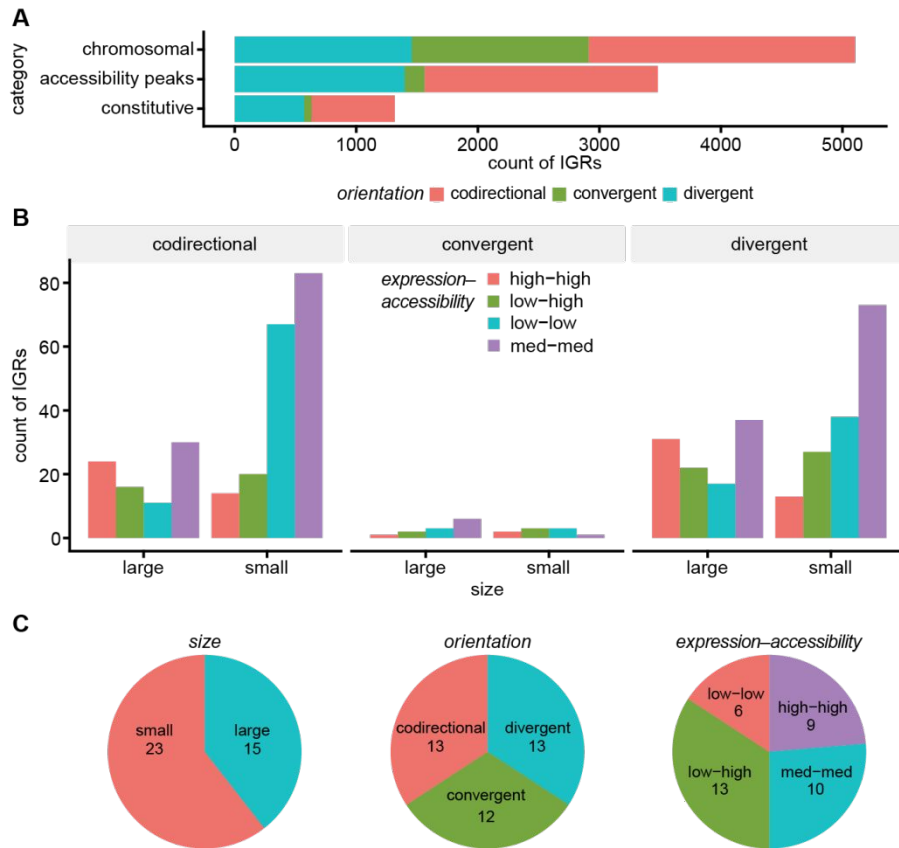 A
category
chromosomal
accessibility peaks
constitutive
0 1000 2000 3000 4000 5000
count of IGRs
orientation codirectional convergent divergent
B
codirectional convergent divergent
count of IGRs
80
60
40
20
0
expression–
accessibility
high–high
low–high
low–low
med–med
large small large small large small
size
C
size orientation expression–accessibility
small
23
large
15
codirectional
13
divergent
13
convergent
12
low–low
6
high–high
9
low–high
13
med–med
10